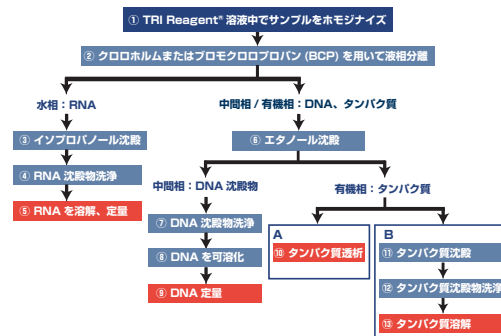 ① TRI Reagent® 溶液中でサンプルをホモジナイズ
② クロロホルムまたはブロモクロロプロパン (BCP) を用いて液相分離
水相：RNA
中間相 / 有機相：DNA、タンパク質
③ イソプロパノール沈殿
⑥ エタノール沈殿
④ RNA 沈殿物洗浄
中間相：DNA 沈殿物
有機相：タンパク質
⑤ RNA を溶解、定量
⑦ DNA 沈殿物洗浄
⑧ DNA を可溶化
⑨ DNA 定量
A
⑩ タンパク質透析
B
⑪ タンパク質沈殿
⑫ タンパク質沈殿物洗浄
⑬ タンパク質溶解